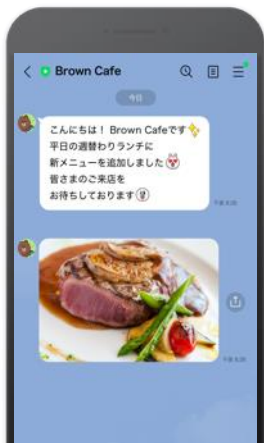 Brown Cafe
今日
こんにちは！ Brown Cafeです
平日の週替わりランチに
新メニューを追加しました
皆さまのご来店を
お待ちしております